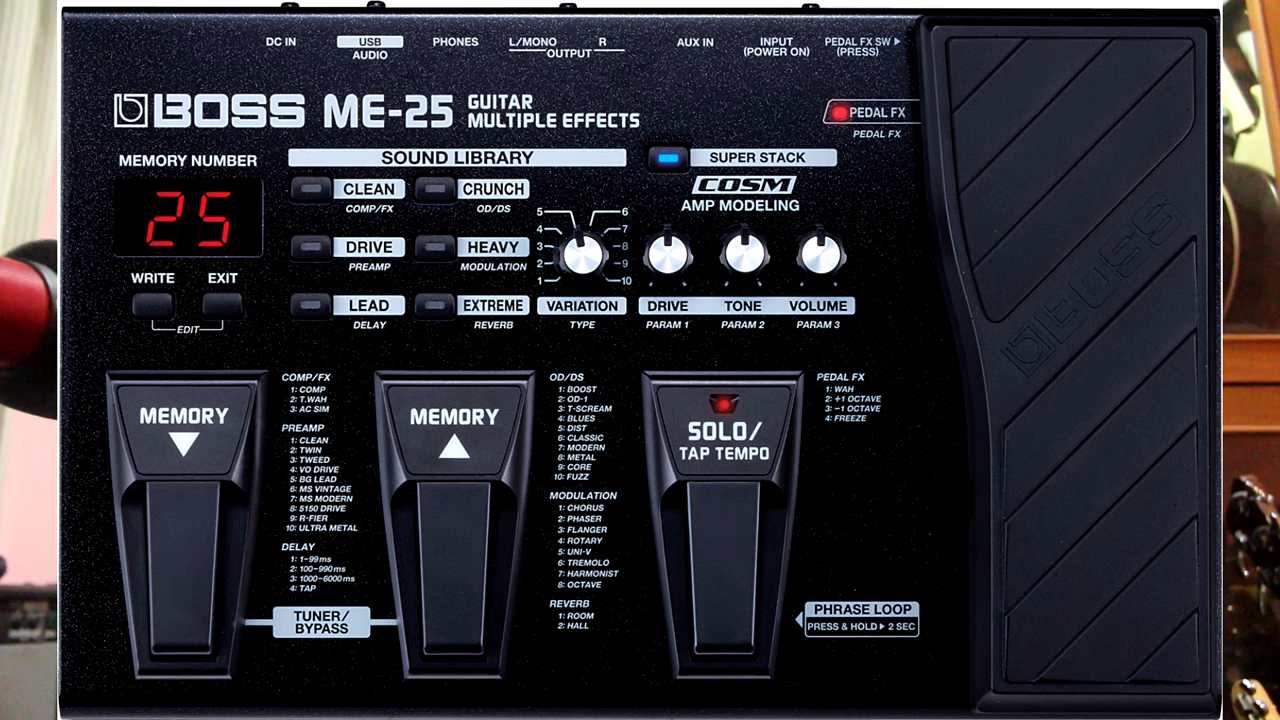 DC IN
USB
AUDIO
PHONES
L/MONO R
OUTPUT
AUX IN
INPUT
(POWER ON)
PEDAL FX SW ▶
(PRESS)
BOSS ME-25 GUITAR
MULTIPLE EFFECTS
PEDAL FX
PEDAL FX
MEMORY NUMBER
25
WRITE EXIT
EDIT
SOUND LIBRARY
CLEAN
COMP/FX
CRUNCH
OD/DS
DRIVE
PREAMP
HEAVY
MODULATION
LEAD
DELAY
EXTREME
REVERB
5 6
4 7
3 8
2 9
1 10
VARIATION
TYPE
SUPER STACK
COSM
AMP MODELING
DRIVE TONE VOLUME
PARAM 1 PARAM 2 PARAM 3
BOSS
MEMORY
▼
COMP/FX
1: COMP
2: T.WAH
3: AC SIM
PREAMP
1: CLEAN
2: TWIN
3: TWEED
4: VO DRIVE
5: BG LEAD
6: MS VINTAGE
7: MS MODERN
8: 5150 DRIVE
9: R-FIER
10: ULTRA METAL
DELAY
1: 1-99 ms
2: 100-990 ms
3: 1000-6000 ms
4: TAP
TUNER/
BYPASS
MEMORY
▲
OD/DS
1: BOOST
2: OD-1
3: T-SCREAM
4: BLUES
5: DIST
6: CLASSIC
7: MODERN
8: METAL
9: CORE
10: FUZZ
MODULATION
1: CHORUS
2: PHASER
3: FLANGER
4: ROTARY
5: UNI-V
6: TREMOLO
7: HARMONIST
8: OCTAVE
REVERB
1: ROOM
2: HALL
SOLO/
TAP TEMPO
PEDAL FX
1: WAH
2: +1 OCTAVE
3: −1 OCTAVE
4: FREEZE
PHRASE LOOP
PRESS & HOLD ▶ 2 SEC